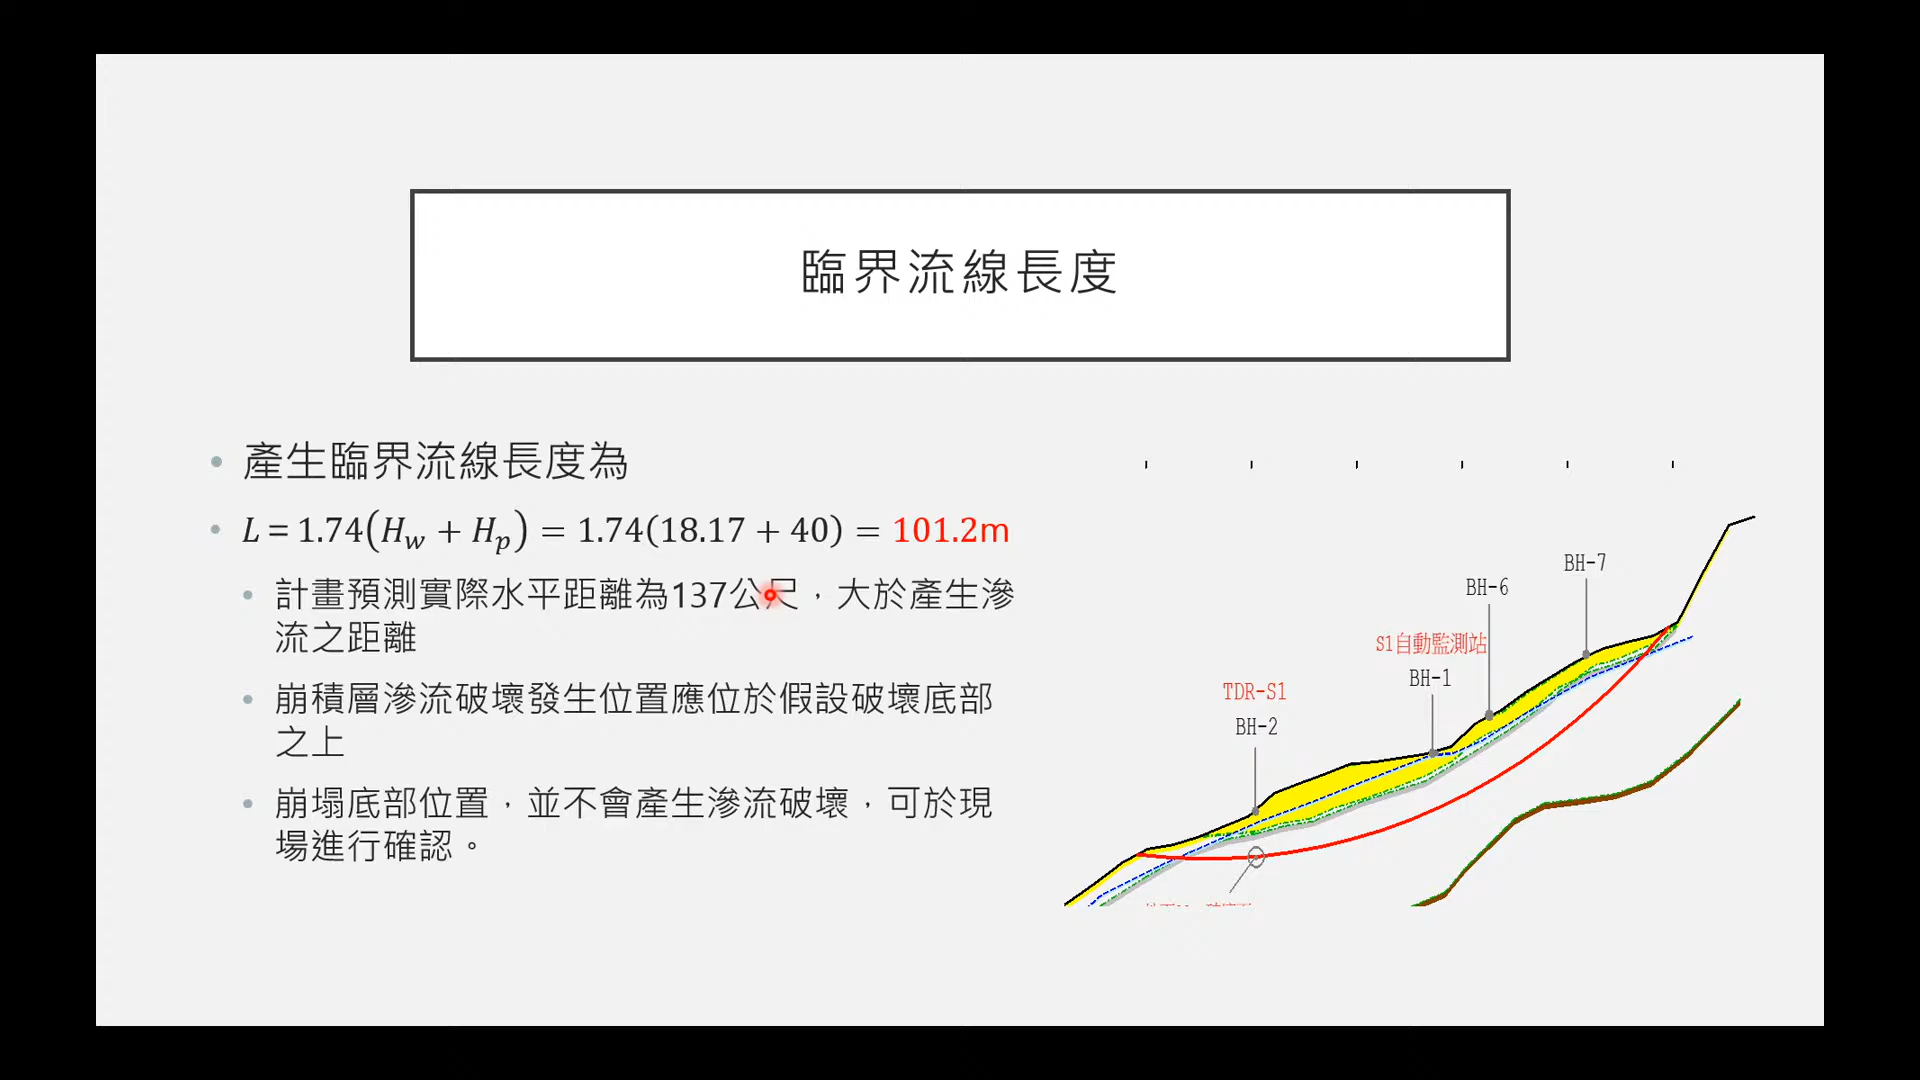 臨界流線長度
產生臨界流線長度為
L = 1.74(H_w + H_p) = 1.74(18.17 + 40) = 101.2m
計畫預測實際水平距離為137公尺，大於產生滲
流之距離
崩積層滲流破壞發生位置應位於假設破壞底部
之上
崩塌底部位置，並不會產生滲流破壞，可於現
場進行確認。
BH-7
BH-6
S1自動監測站
BH-1
TDR-S1
BH-2